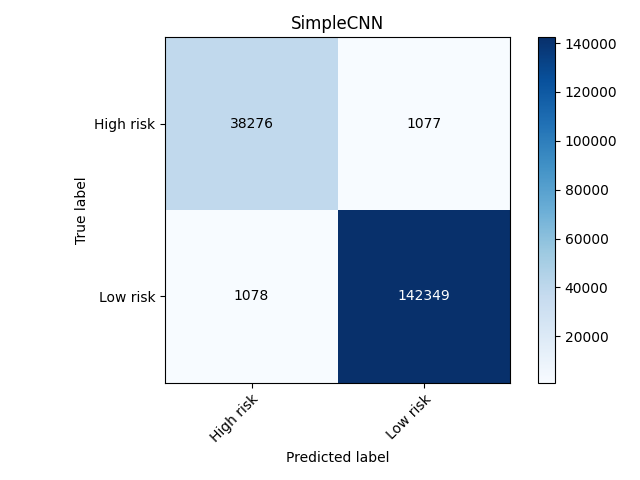 SimpleCNN
High risk
38276
1077
140000
120000
100000
80000
60000
40000
20000
True label
Low risk
1078
142349
High risk
Low risk
Predicted label